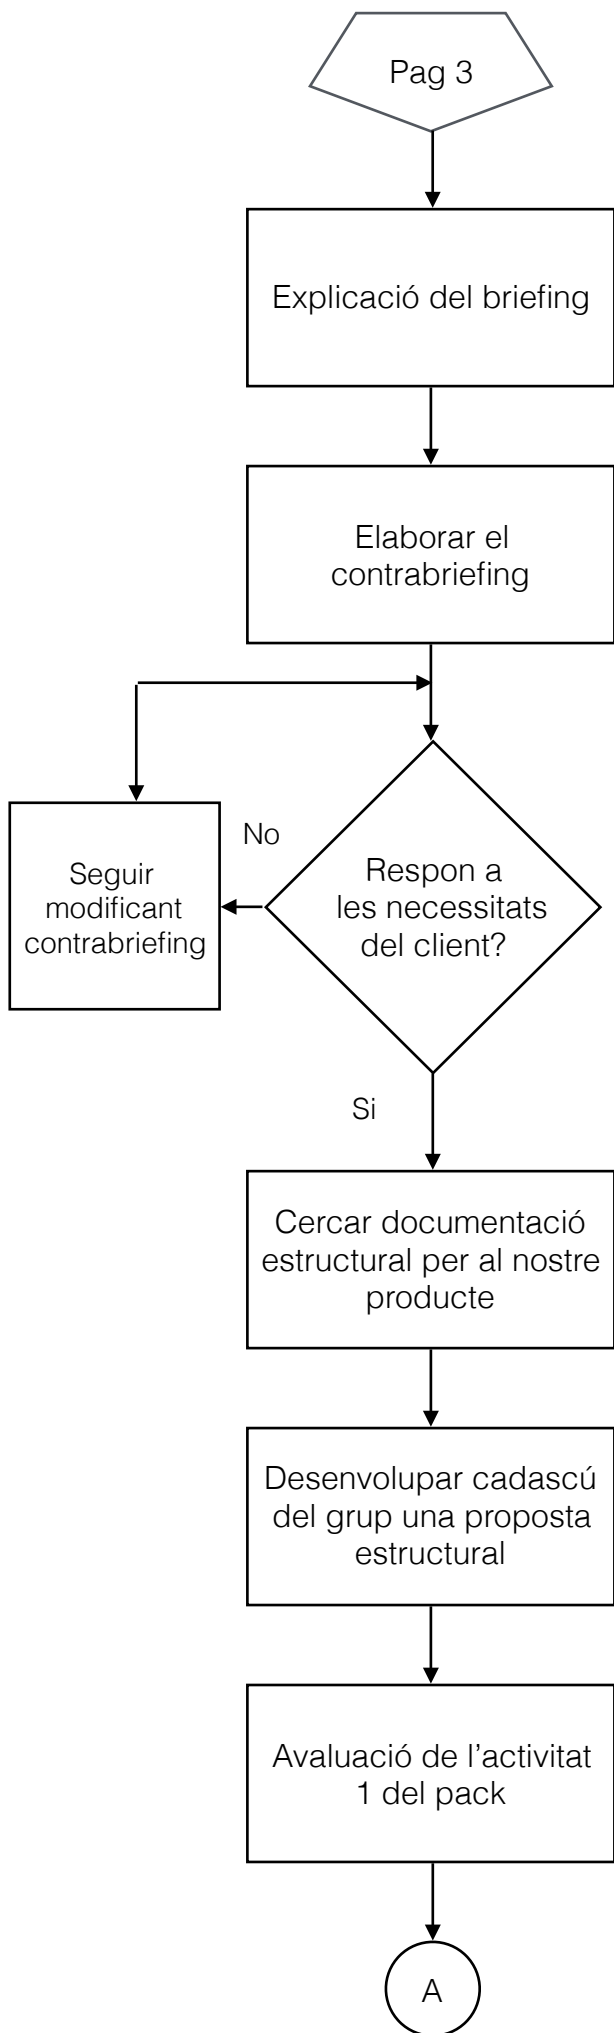 Pag 3
Explicació del briefing
Elaborar el
contrabriefing
No
Seguir
modificant
contrabriefing
Respon a
les necessitats
del client?
Si
Cercar documentació
estructural per al nostre
producte
Desenvolupar cadascú
del grup una proposta
estructural
Avaluació de l’activitat
1 del pack
A